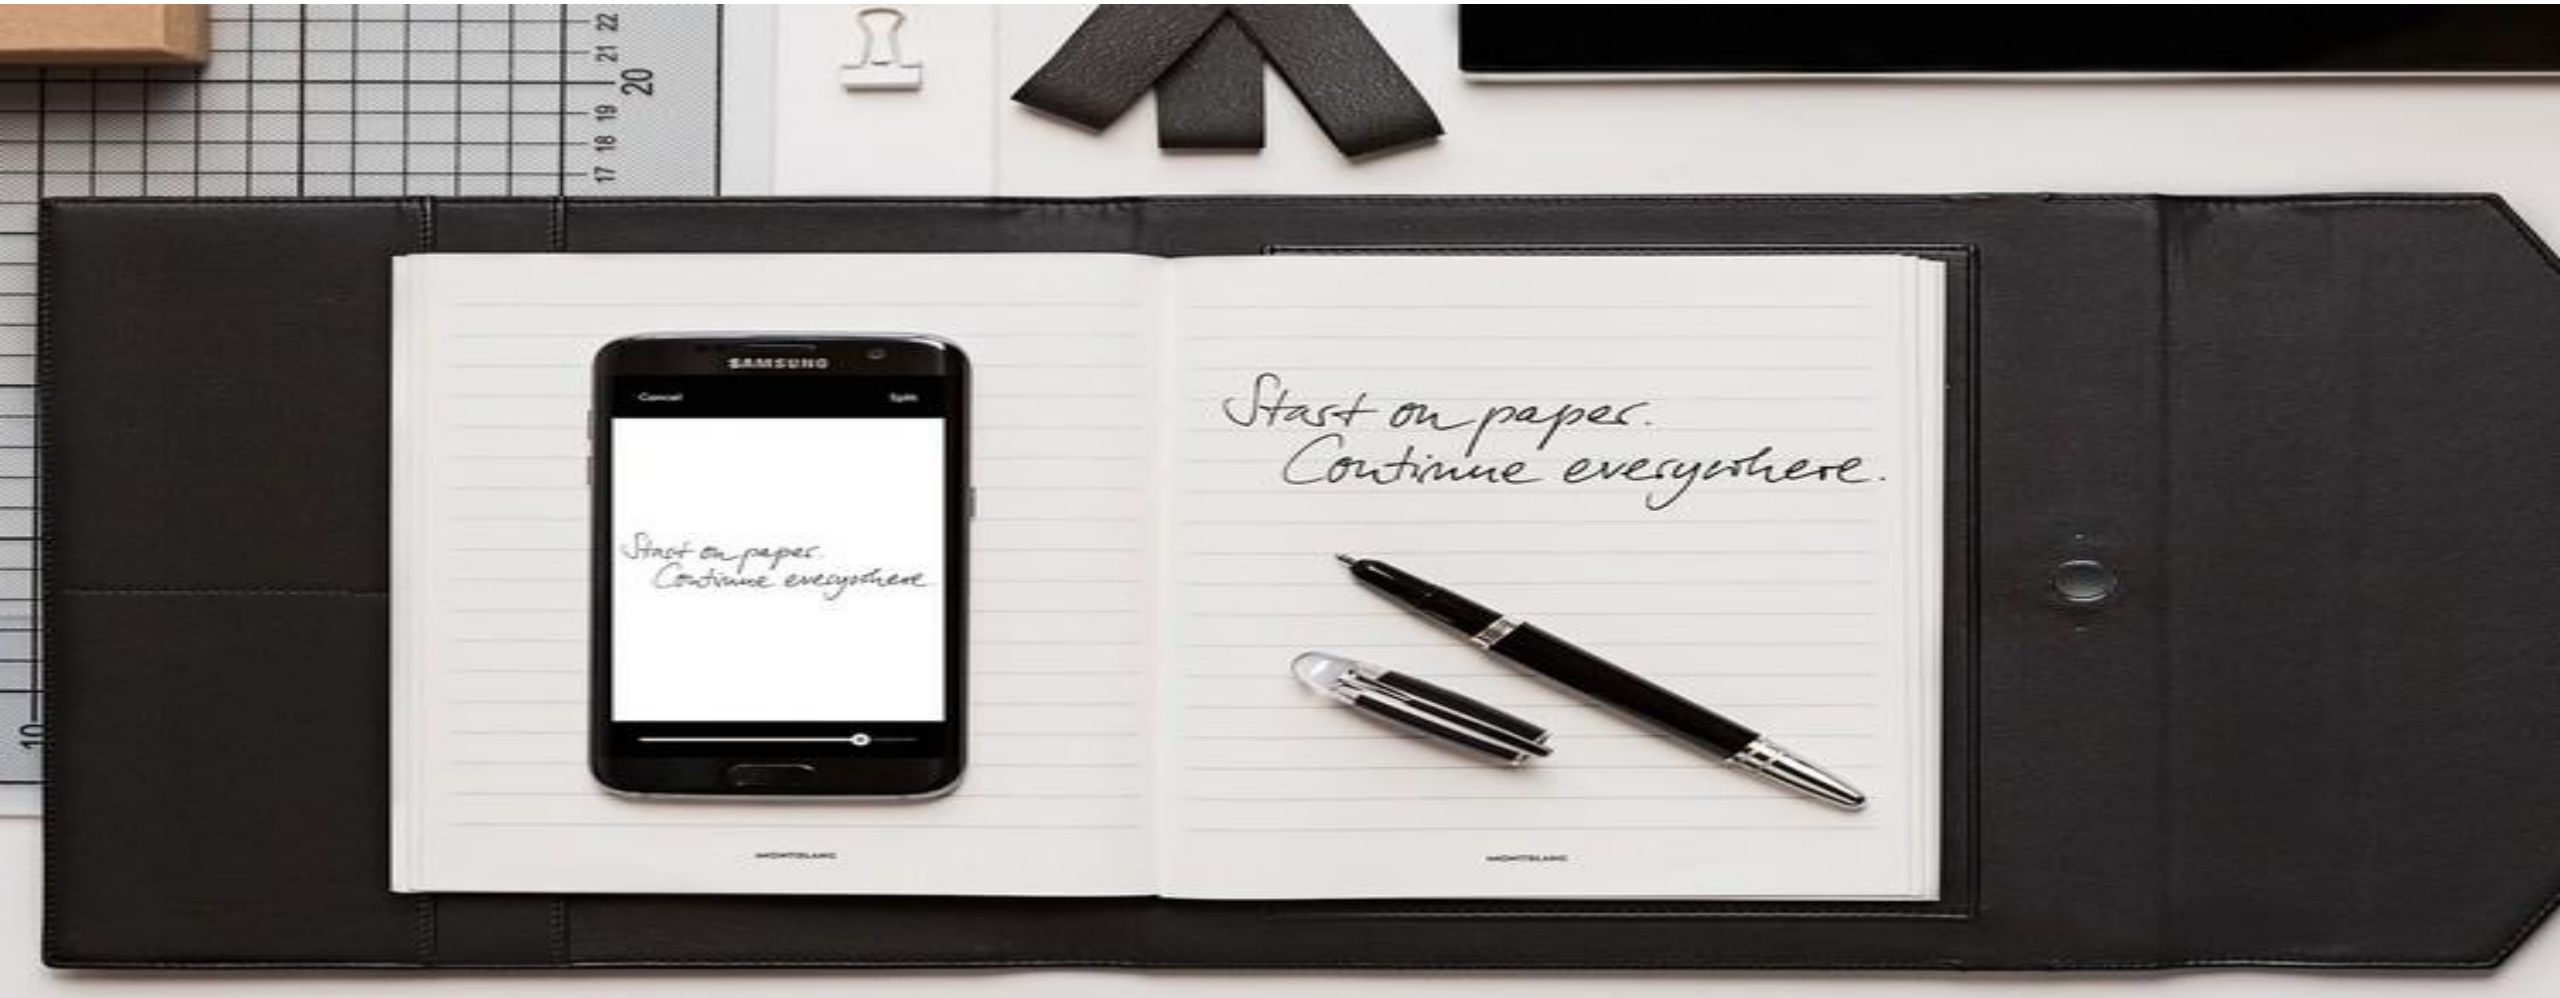 22
21
20
19
18
17
10
SAMSUNG
Cancel Split
Start on paper.
Continue everywhere
Start on paper.
Continue everywhere.
MONTBLANC
MONTBLANC